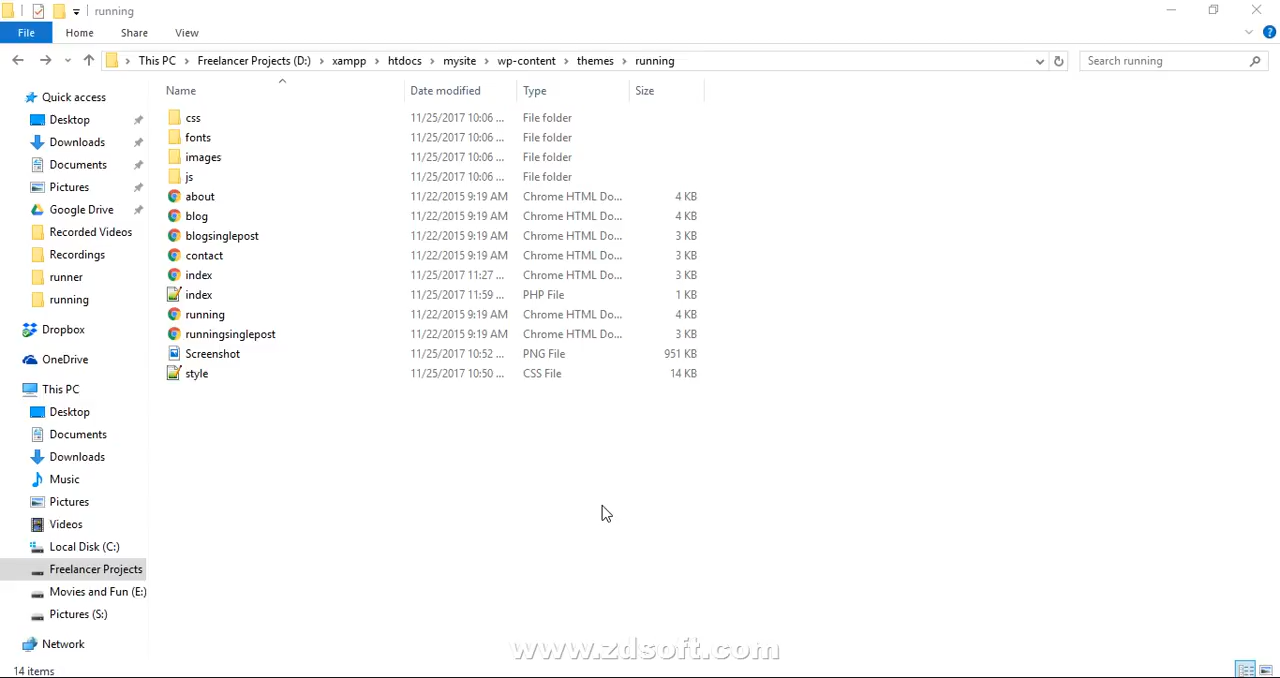 running
File Home Share View
This PC Freelancer Projects (D:) xampp htdocs mysite wp-content themes running Search running
Name Date modified Type Size
Quick access
Desktop
Downloads
Documents
Pictures
Google Drive
Recorded Videos
Recordings
runner
running
Dropbox
OneDrive
This PC
Desktop
Documents
Downloads
Music
Pictures
Videos
Local Disk (C:)
Freelancer Projects
Movies and Fun (E:)
Pictures (S:)
Network
css 11/25/2017 10:06 ... File folder
fonts 11/25/2017 10:06 ... File folder
images 11/25/2017 10:06 ... File folder
js 11/25/2017 10:06 ... File folder
about 11/22/2015 9:19 AM Chrome HTML Do... 4 KB
blog 11/22/2015 9:19 AM Chrome HTML Do... 4 KB
blogsinglepost 11/22/2015 9:19 AM Chrome HTML Do... 3 KB
contact 11/22/2015 9:19 AM Chrome HTML Do... 3 KB
index 11/25/2017 11:27 ... Chrome HTML Do... 3 KB
index 11/25/2017 11:59 ... PHP File 1 KB
running 11/22/2015 9:19 AM Chrome HTML Do... 4 KB
runningsinglepost 11/22/2015 9:19 AM Chrome HTML Do... 3 KB
Screenshot 11/25/2017 10:52 ... PNG File 951 KB
style 11/25/2017 10:50 ... CSS File 14 KB
www.zdsoft.com
14 items